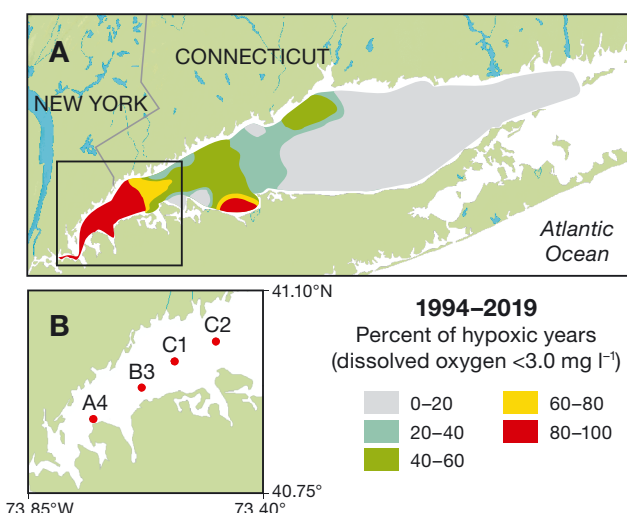 A
CONNECTICUT
NEW YORK
Atlantic
Ocean
B
C2
C1
B3
A4
41.10°N
40.75°
73.85°W
73.40°
1994–2019
Percent of hypoxic years
(dissolved oxygen <3.0 mg l⁻¹)
0–20
60–80
20–40
80–100
40–60